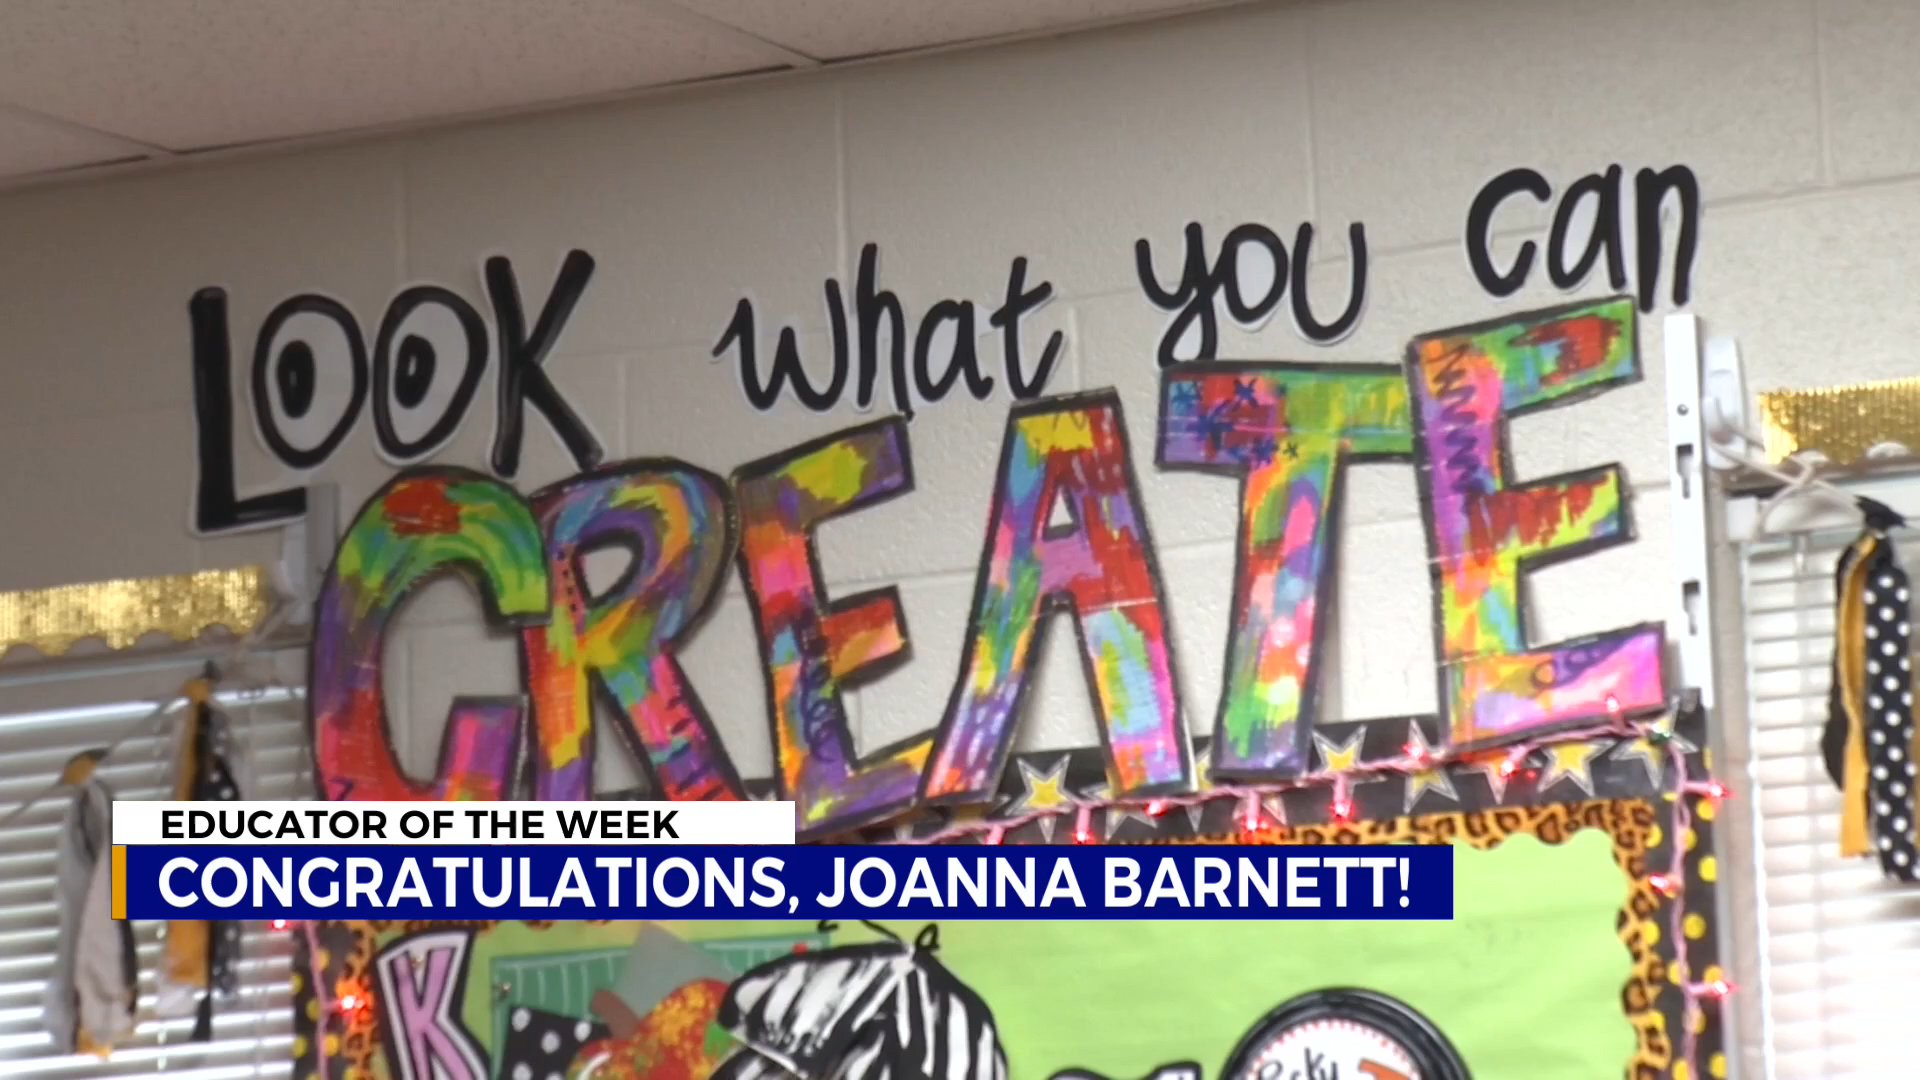 LOOK what you can
CREATE
EDUCATOR OF THE WEEK
CONGRATULATIONS, JOANNA BARNETT!
K